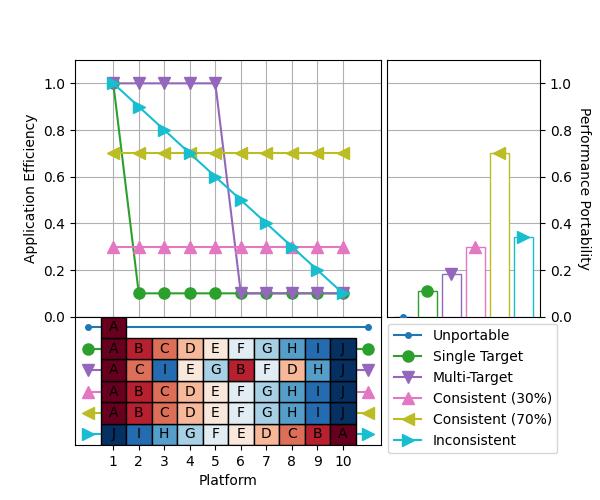 1.0
0.8
0.6
0.4
0.2
0.0
Application Efficiency
1.0
0.8
0.6
0.4
0.2
0.0
Performance Portability
A
A B C D E F G H I J
A C I E G B F D H J
A B C D E F G H I J
A B C D E F G H I J
J I H G F E D C B A
1 2 3 4 5 6 7 8 9 10
Platform
Unportable
Single Target
Multi-Target
Consistent (30%)
Consistent (70%)
Inconsistent